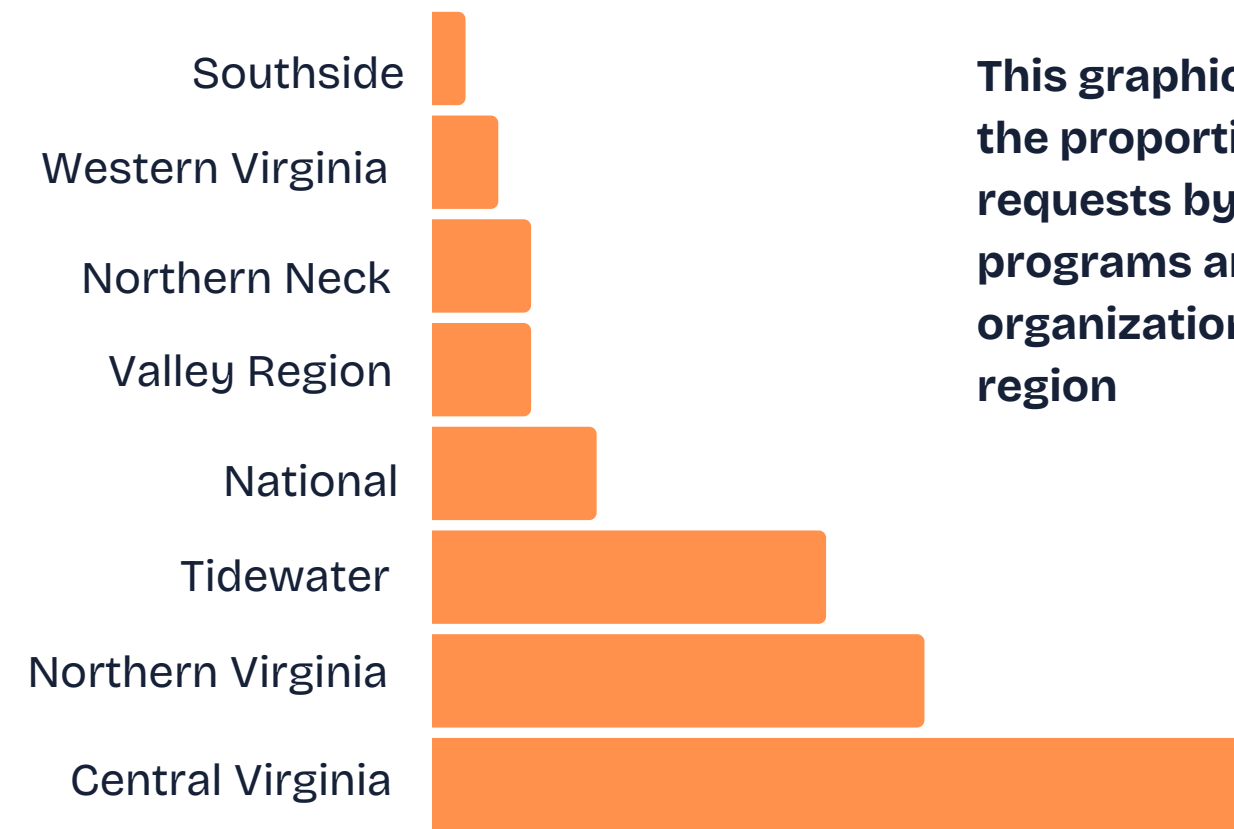 Southside
Western Virginia
Northern Neck
Valley Region
National
Tidewater
Northern Virginia
Central Virginia
This graphic
the proporti
requests by
programs a
organization
region